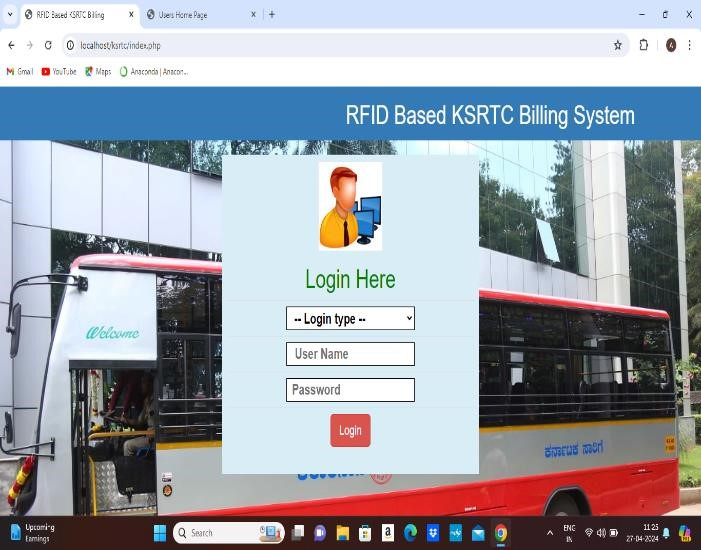 RFID Based KSRTC Billing
Users Home Page
localhost/ksrtc/index.php
A
Gmail
YouTube
Maps
Anaconda | Anacon...
RFID Based KSRTC Billing System
Login Here
-- Login type --
User Name
Password
Login
Welcome
ಕರ್ನಾಟಕ ಸಾರಿಗೆ
Upcoming
Earnings
Search
ENG
IN
11:25
27-04-2024